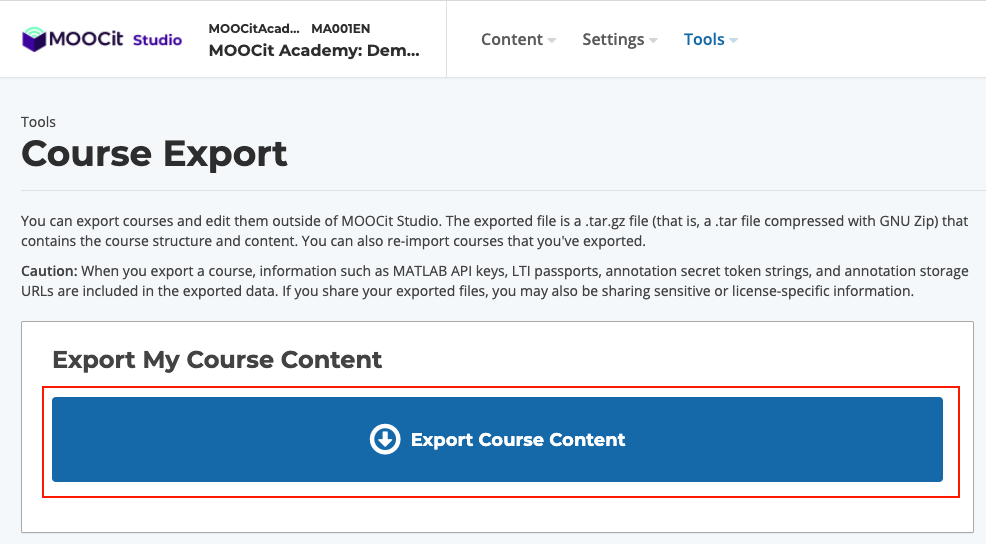 MOOCit Studio
MOOCitAcad... MA001EN
MOOCit Academy: Dem...
Content Settings Tools
Tools
Course Export
You can export courses and edit them outside of MOOCit Studio. The exported file is a .tar.gz file (that is, a .tar file compressed with GNU Zip) that
contains the course structure and content. You can also re-import courses that you've exported.
Caution: When you export a course, information such as MATLAB API keys, LTI passports, annotation secret token strings, and annotation storage
URLs are included in the exported data. If you share your exported files, you may also be sharing sensitive or license-specific information.
Export My Course Content
Export Course Content